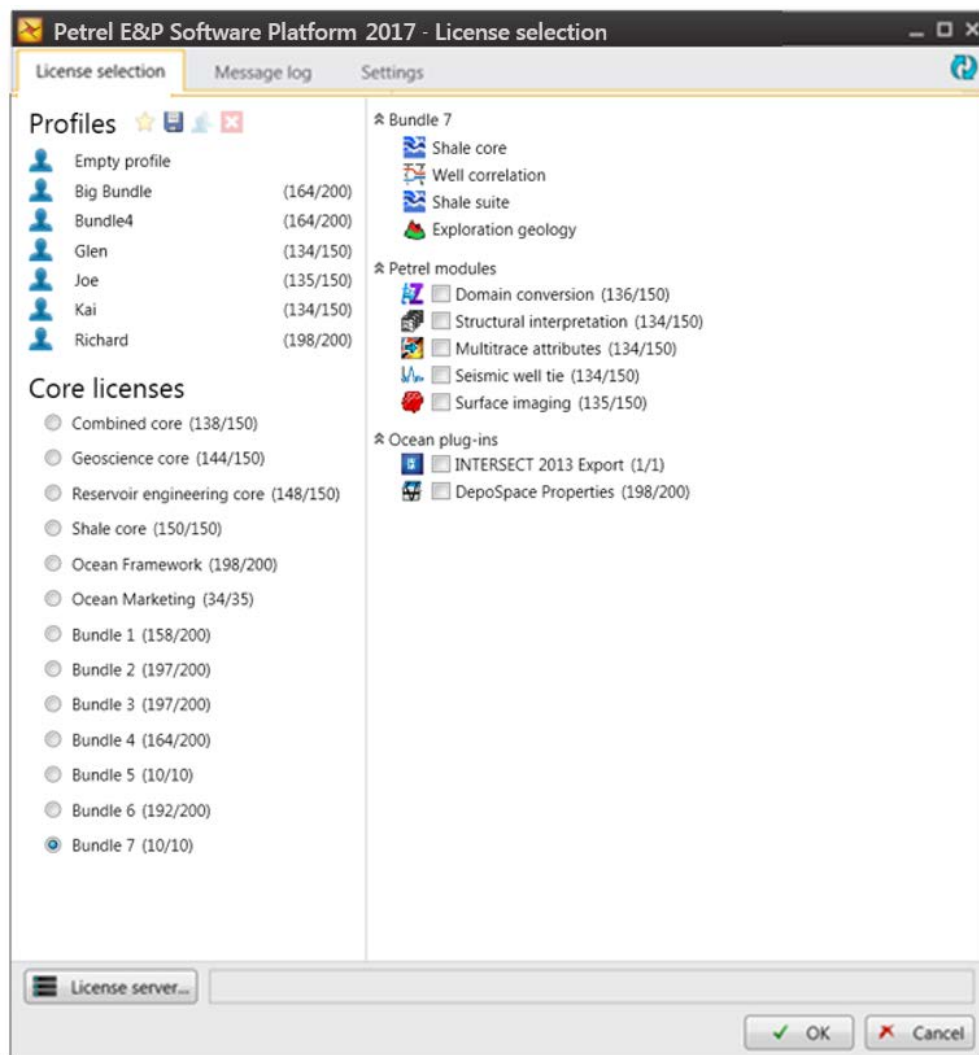 Petrel E&P Software Platform 2017 - License selection
License selection Message log Settings
Profiles
Empty profile
Big Bundle (164/200)
Bundle4 (164/200)
Glen (134/150)
Joe (135/150)
Kai (134/150)
Richard (198/200)
Core licenses
Combined core (138/150)
Geoscience core (144/150)
Reservoir engineering core (148/150)
Shale core (150/150)
Ocean Framework (198/200)
Ocean Marketing (34/35)
Bundle 1 (158/200)
Bundle 2 (197/200)
Bundle 3 (197/200)
Bundle 4 (164/200)
Bundle 5 (10/10)
Bundle 6 (192/200)
Bundle 7 (10/10)
Bundle 7
Shale core
Well correlation
Shale suite
Exploration geology
Petrel modules
Domain conversion (136/150)
Structural interpretation (134/150)
Multitrace attributes (134/150)
Seismic well tie (134/150)
Surface imaging (135/150)
Ocean plug-ins
INTERSECT 2013 Export (1/1)
DepoSpace Properties (198/200)
License server...
OK Cancel